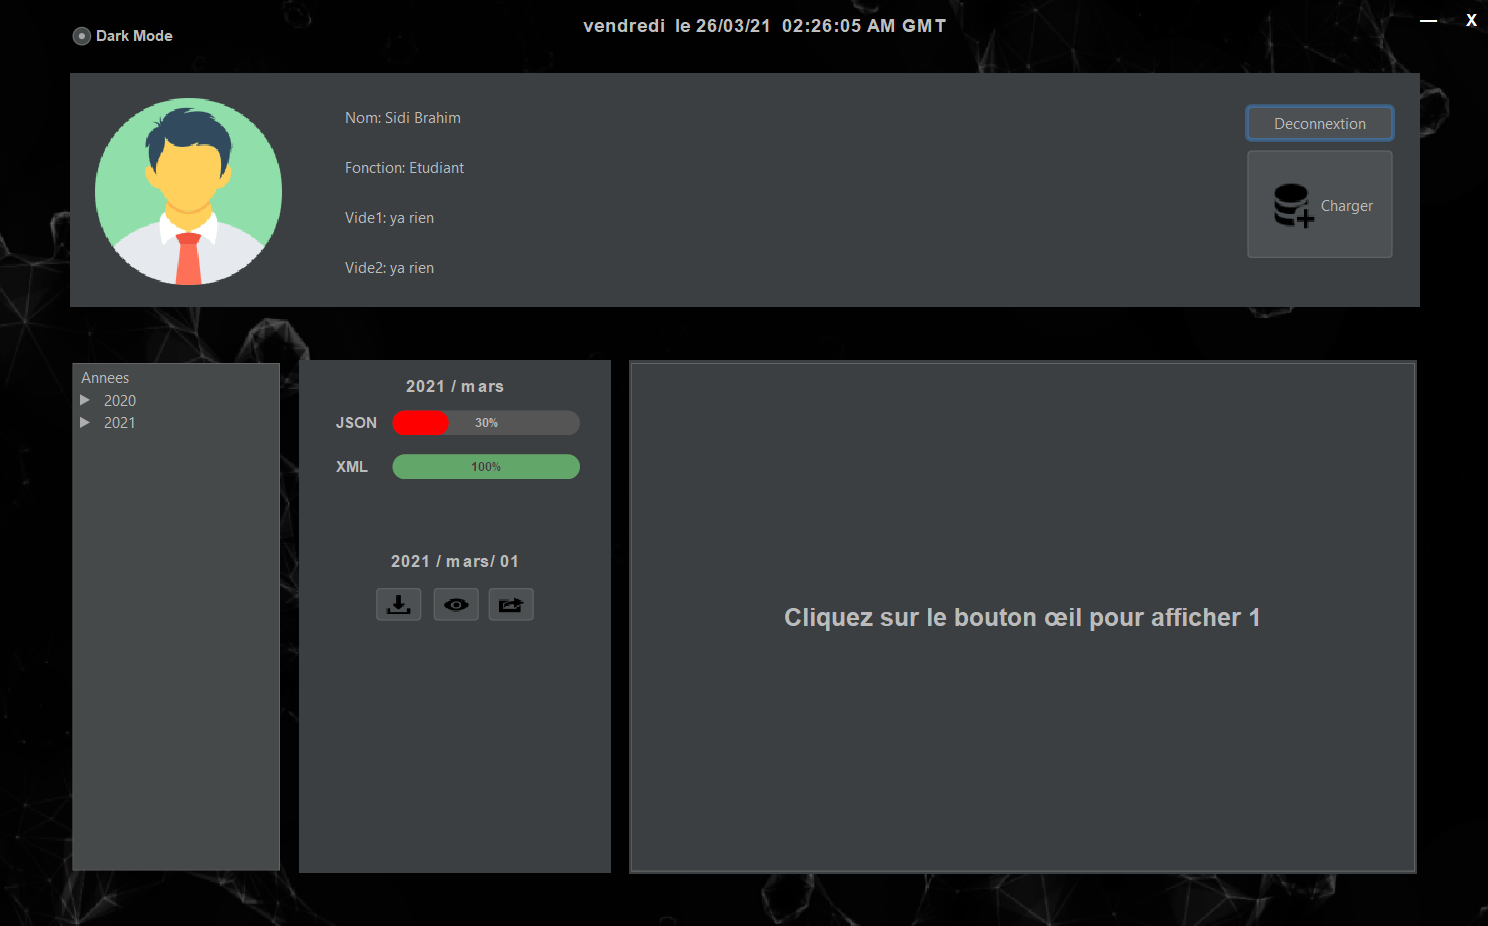 vendredi le 26/03/21 02:26:05 AM GMT
X
Dark Mode
Nom: Sidi Brahim
Fonction: Etudiant
Vide1: ya rien
Vide2: ya rien
Deconnextion
Charger
Annees
2020
2021
2021 / mars
JSON 30%
XML 100%
2021 / mars/ 01
Cliquez sur le bouton œil pour afficher 1